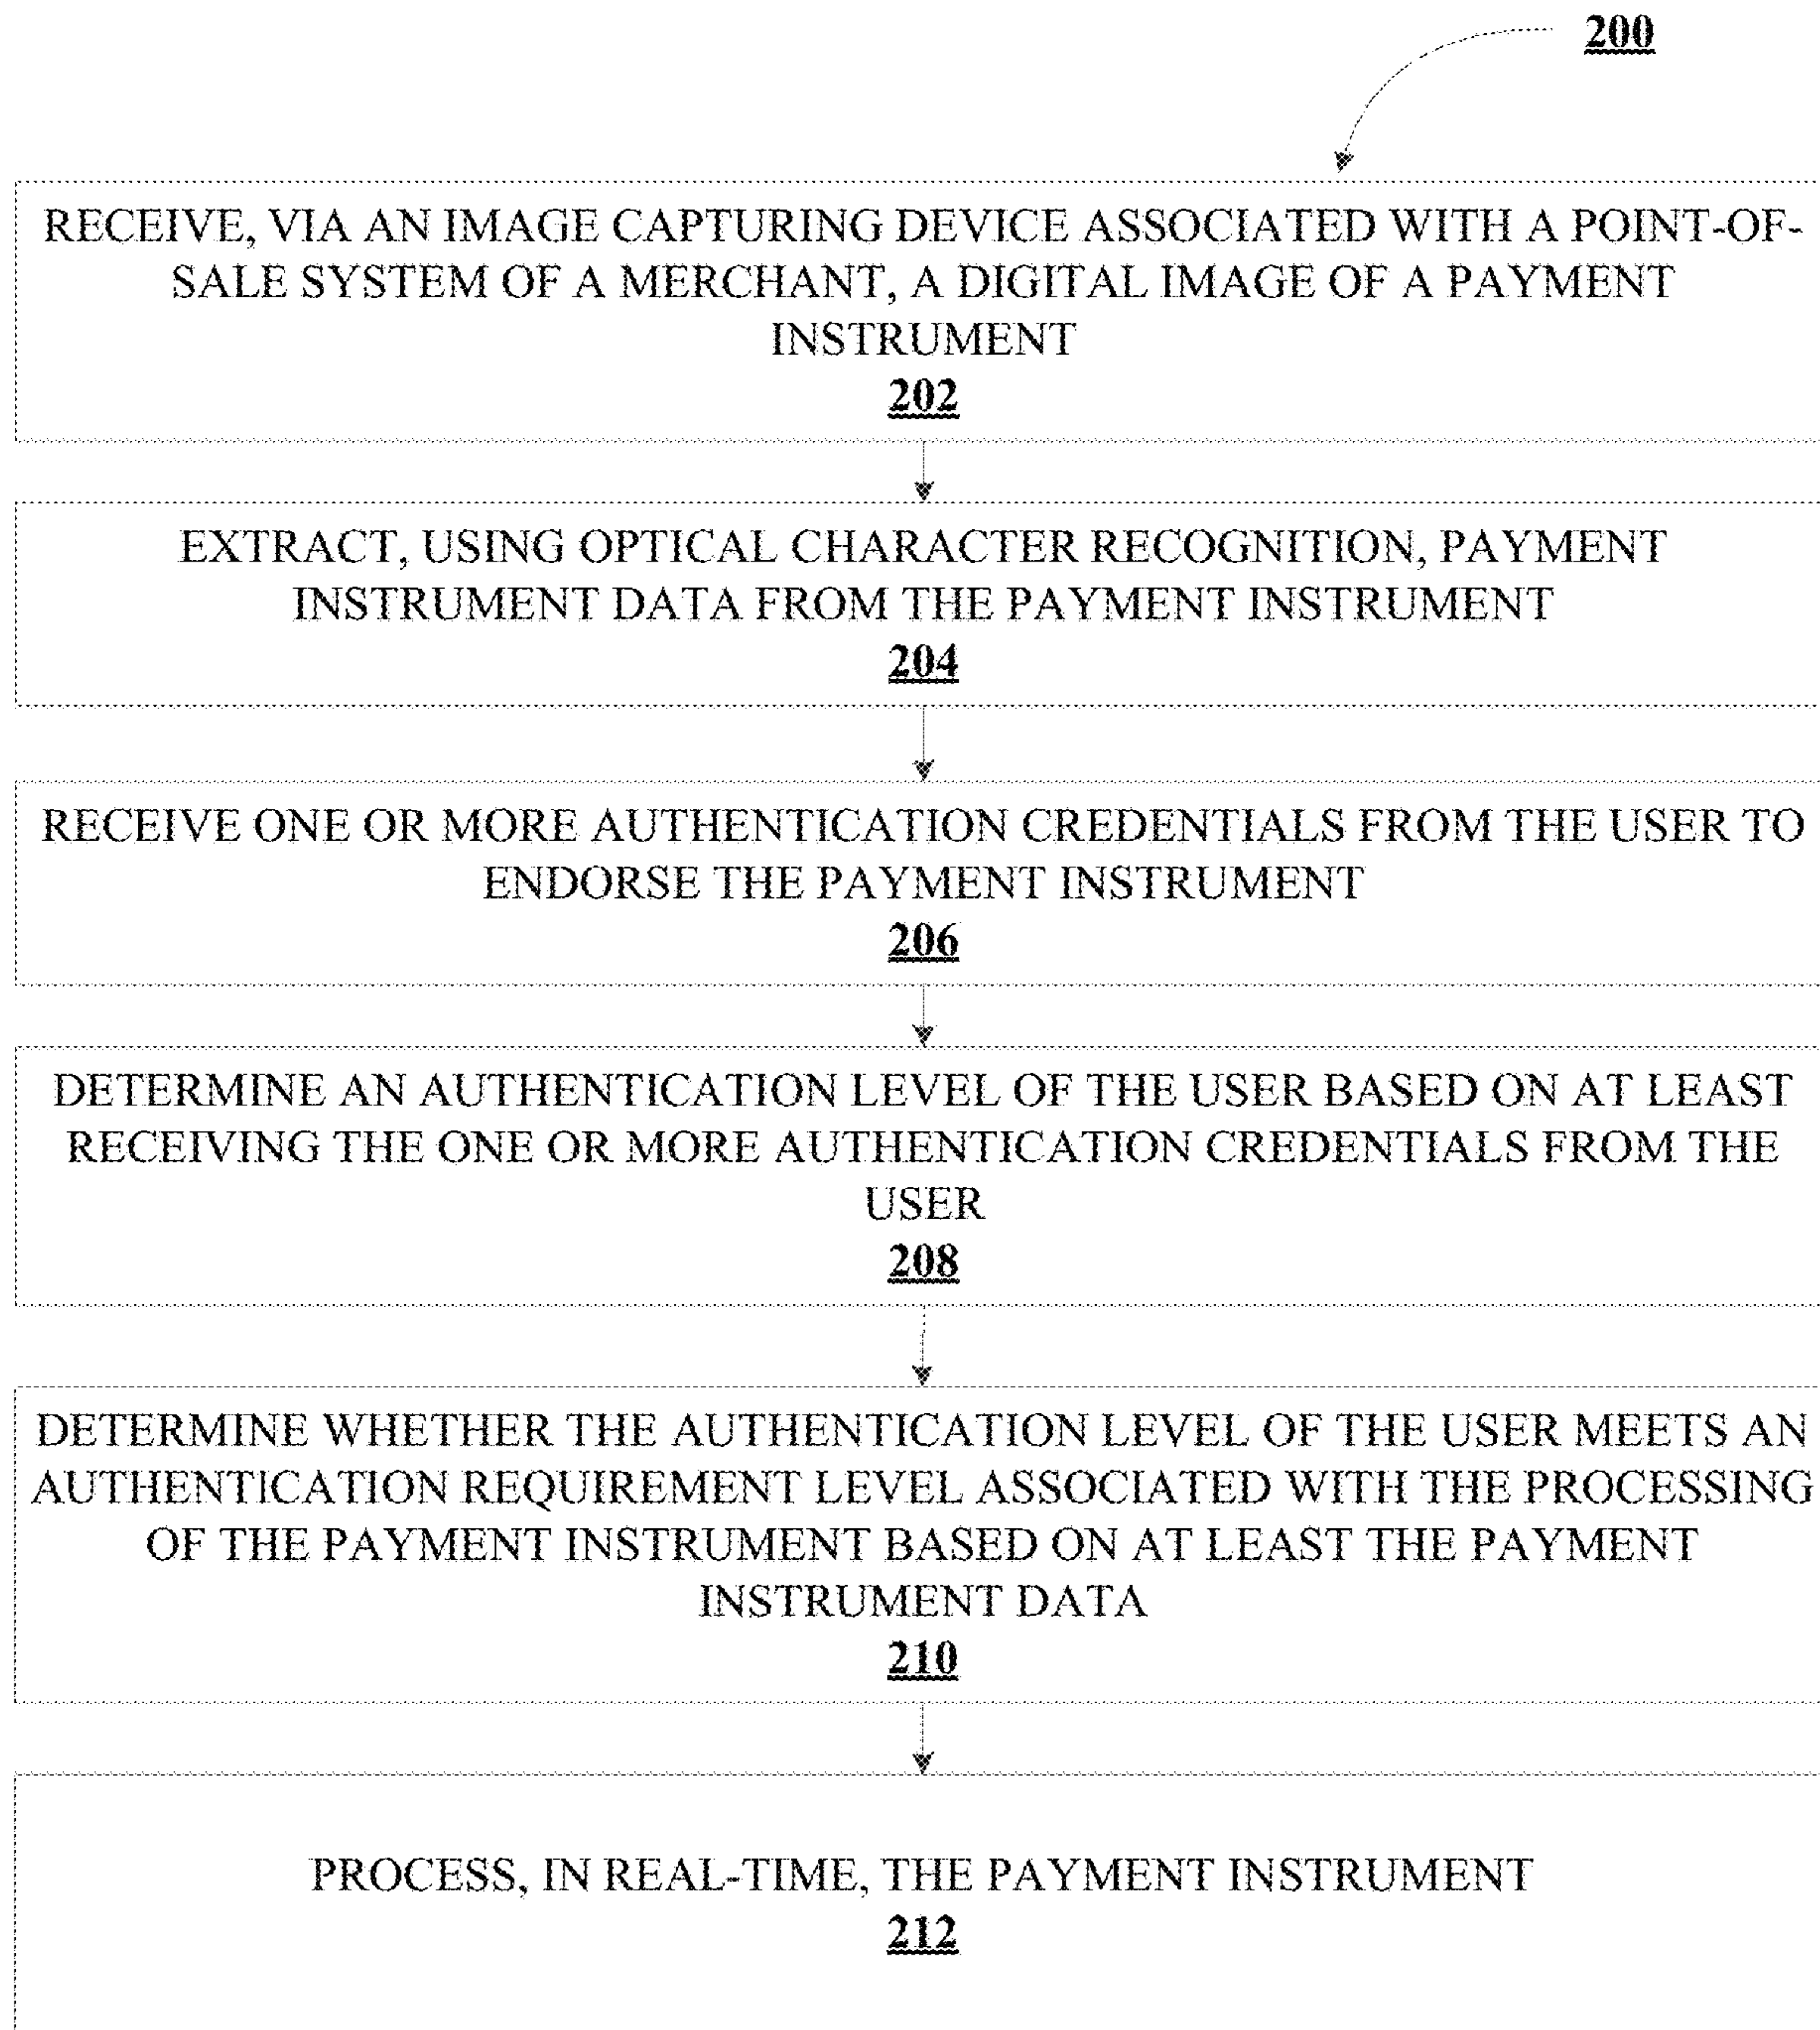 200
RECEIVE, VIA AN IMAGE CAPTURING DEVICE ASSOCIATED WITH A POINT-OF-
SALE SYSTEM OF A MERCHANT, A DIGITAL IMAGE OF A PAYMENT
INSTRUMENT
202
EXTRACT, USING OPTICAL CHARACTER RECOGNITION, PAYMENT
INSTRUMENT DATA FROM THE PAYMENT INSTRUMENT
204
RECEIVE ONE OR MORE AUTHENTICATION CREDENTIALS FROM THE USER TO
ENDORSE THE PAYMENT INSTRUMENT
206
DETERMINE AN AUTHENTICATION LEVEL OF THE USER BASED ON AT LEAST
RECEIVING THE ONE OR MORE AUTHENTICATION CREDENTIALS FROM THE
USER
208
DETERMINE WHETHER THE AUTHENTICATION LEVEL OF THE USER MEETS AN
AUTHENTICATION REQUIREMENT LEVEL ASSOCIATED WITH THE PROCESSING
OF THE PAYMENT INSTRUMENT BASED ON AT LEAST THE PAYMENT
INSTRUMENT DATA
210
PROCESS, IN REAL-TIME, THE PAYMENT INSTRUMENT
212